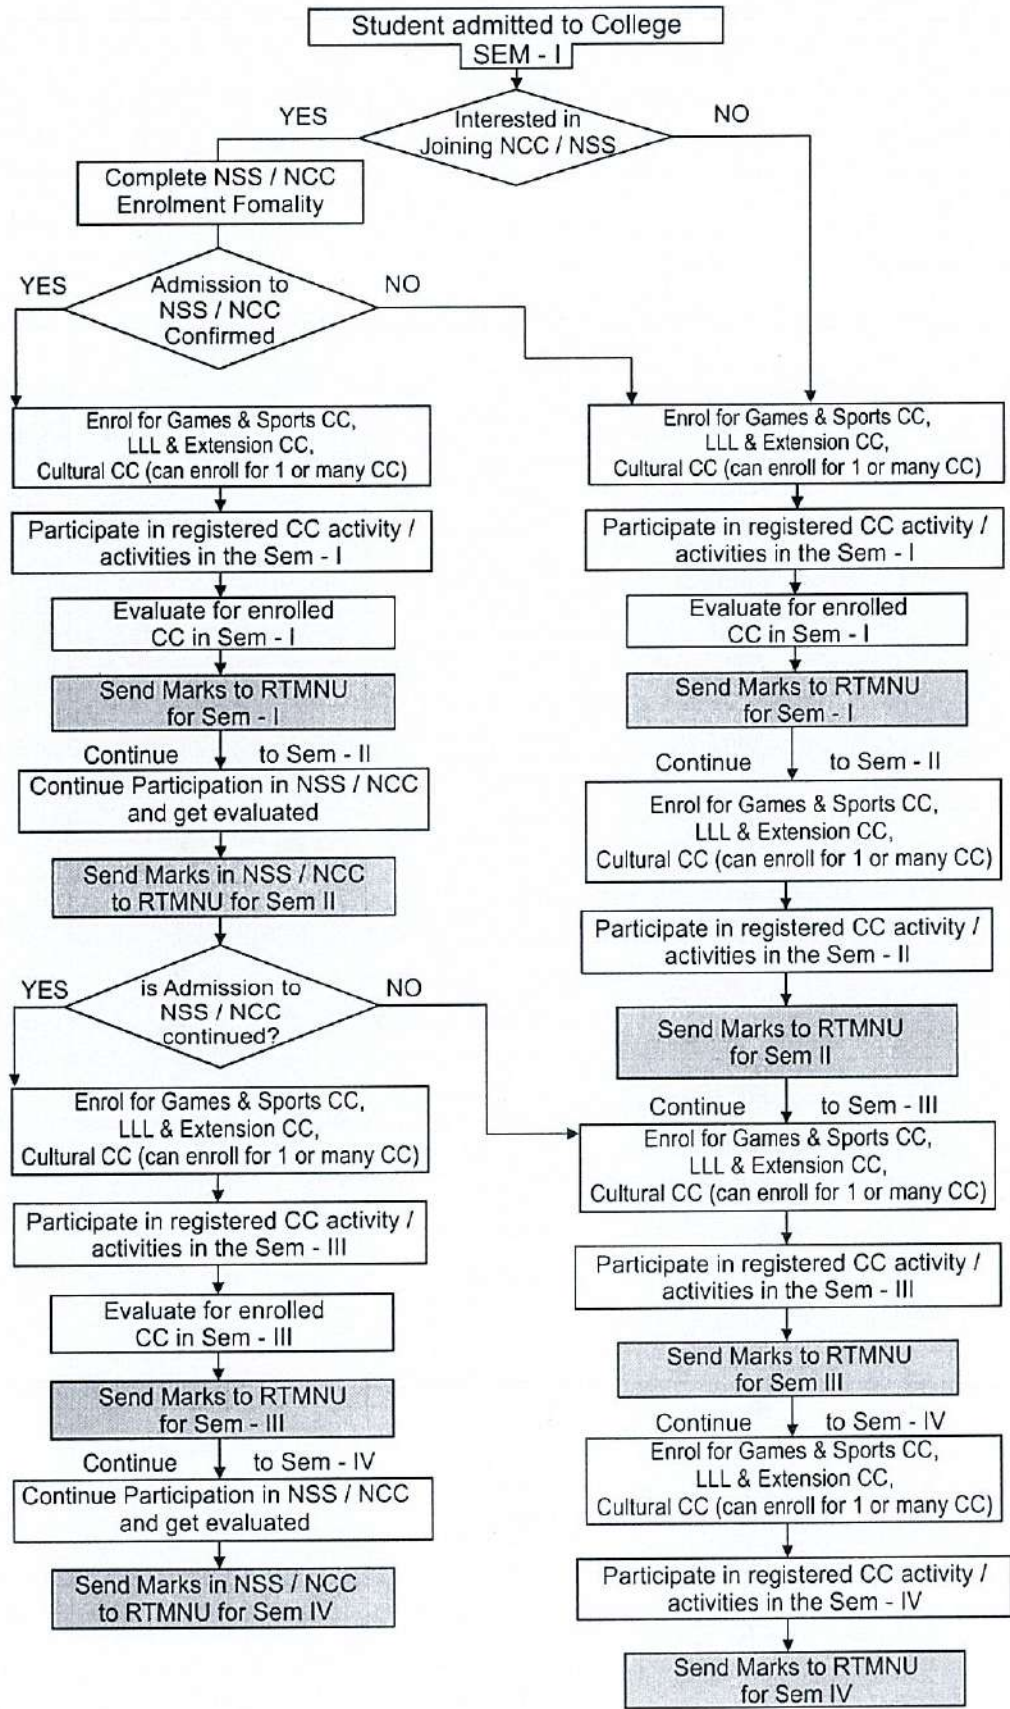 Student admitted to College
SEM - I
YES
Interested in
Joining NCC / NSS
NO
Complete NSS / NCC
Enrolment Fomality
YES
Admission to
NSS / NCC
Confirmed
NO
Enrol for Games & Sports CC,
LLL & Extension CC,
Cultural CC (can enroll for 1 or many CC)
Participate in registered CC activity /
activities in the Sem - I
Evaluate for enrolled
CC in Sem - I
Send Marks to RTMNU
for Sem - I
Continue to Sem - II
Continue Participation in NSS / NCC
and get evaluated
Send Marks in NSS / NCC
to RTMNU for Sem II
YES
is Admission to
NSS / NCC
continued?
NO
Enrol for Games & Sports CC,
LLL & Extension CC,
Cultural CC (can enroll for 1 or many CC)
Participate in registered CC activity /
activities in the Sem - III
Evaluate for enrolled
CC in Sem - III
Send Marks to RTMNU
for Sem - III
Continue to Sem - IV
Continue Participation in NSS / NCC
and get evaluated
Send Marks in NSS / NCC
to RTMNU for Sem IV
Enrol for Games & Sports CC,
LLL & Extension CC,
Cultural CC (can enroll for 1 or many CC)
Participate in registered CC activity /
activities in the Sem - I
Evaluate for enrolled
CC in Sem - I
Send Marks to RTMNU
for Sem - I
Continue to Sem - II
Enrol for Games & Sports CC,
LLL & Extension CC,
Cultural CC (can enroll for 1 or many CC)
Participate in registered CC activity /
activities in the Sem - II
Send Marks to RTMNU
for Sem II
Continue to Sem - III
Enrol for Games & Sports CC,
LLL & Extension CC,
Cultural CC (can enroll for 1 or many CC)
Participate in registered CC activity /
activities in the Sem - III
Send Marks to RTMNU
for Sem III
Continue to Sem - IV
Enrol for Games & Sports CC,
LLL & Extension CC,
Cultural CC (can enroll for 1 or many CC)
Participate in registered CC activity /
activities in the Sem - IV
Send Marks to RTMNU
for Sem IV